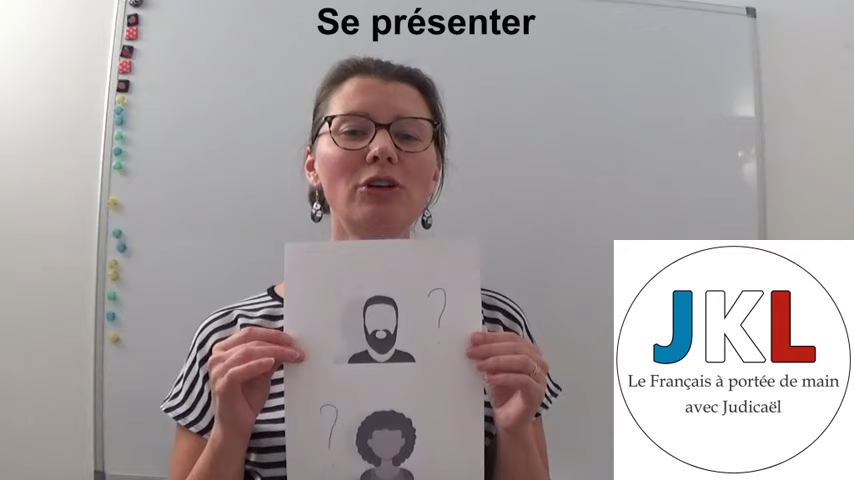 Se présenter
?
?
JKL
Le Français à portée de main
avec Judicaël